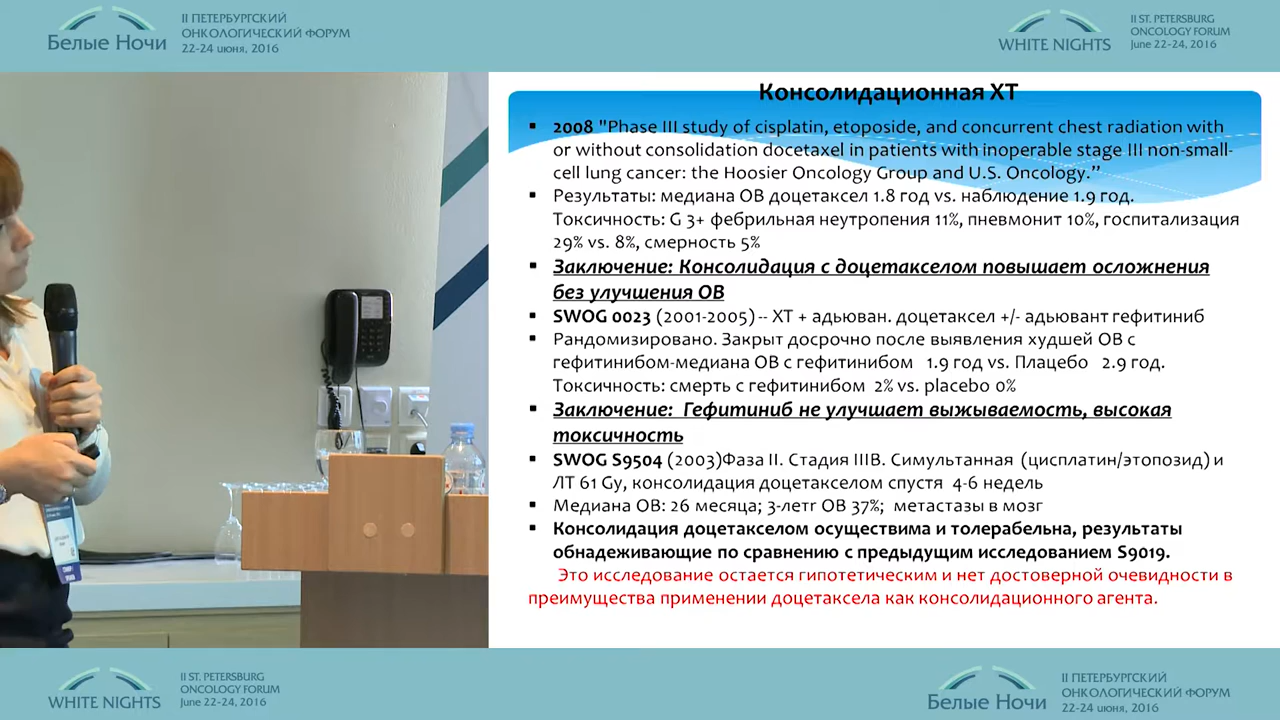 II ПЕТЕРБУРГСКИЙ
ОНКОЛОГИЧЕСКИЙ ФОРУМ
22-24 июня, 2016
Белые Ночи
II ST. PETERSBURG
ONCOLOGY FORUM
June 22-24, 2016
WHITE NIGHTS
Консолидационная ХТ
▪ 2008 "Phase III study of cisplatin, etoposide, and concurrent chest radiation with
or without consolidation docetaxel in patients with inoperable stage III non-small-
cell lung cancer: the Hoosier Oncology Group and U.S. Oncology.”
▪ Результаты: медиана ОВ доцетаксел 1.8 год vs. наблюдение 1.9 год.
Токсичность: G 3+ фебрильная неутропения 11%, пневмонит 10%, госпитализация
29% vs. 8%, смерность 5%
▪ Заключение: Консолидация с доцетакселом повышает осложнения
без улучшения ОВ
▪ SWOG 0023 (2001-2005) -- ХТ + адьюван. доцетаксел +/- адьювант гефитиниб
▪ Рандомизировано. Закрыт досрочно после выявления худшей ОВ с
гефитинибом-медиана ОВ с гефитинибом 1.9 год vs. Плацебо 2.9 год.
Токсичность: смерть с гефитинибом 2% vs. placebo 0%
▪ Заключение: Гефитиниб не улучшает выжываемость, высокая
токсичность
▪ SWOG S9504 (2003)Фаза II. Стадия IIIB. Симультанная (цисплатин/этопозид) и
ЛТ 61 Gy, консолидация доцетакселом спустя 4-6 недель
▪ Медиана ОВ: 26 месяца; 3-летг ОВ 37%; метастазы в мозг
▪ Консолидация доцетакселом осуществима и толерабельна, результаты
обнадеживающие по сравнению с предыдущим исследованием S9019.
Это исследование остается гипотетическим и нет достоверной очевидности в
преимущества применении доцетаксела как консолидационного агента.
WHITE NIGHTS
II ST. PETERSBURG
ONCOLOGY FORUM
June 22-24, 2016
Белые Ночи
II ПЕТЕРБУРГСКИЙ
ОНКОЛОГИЧЕСКИЙ ФОРУМ
22-24 июня, 2016